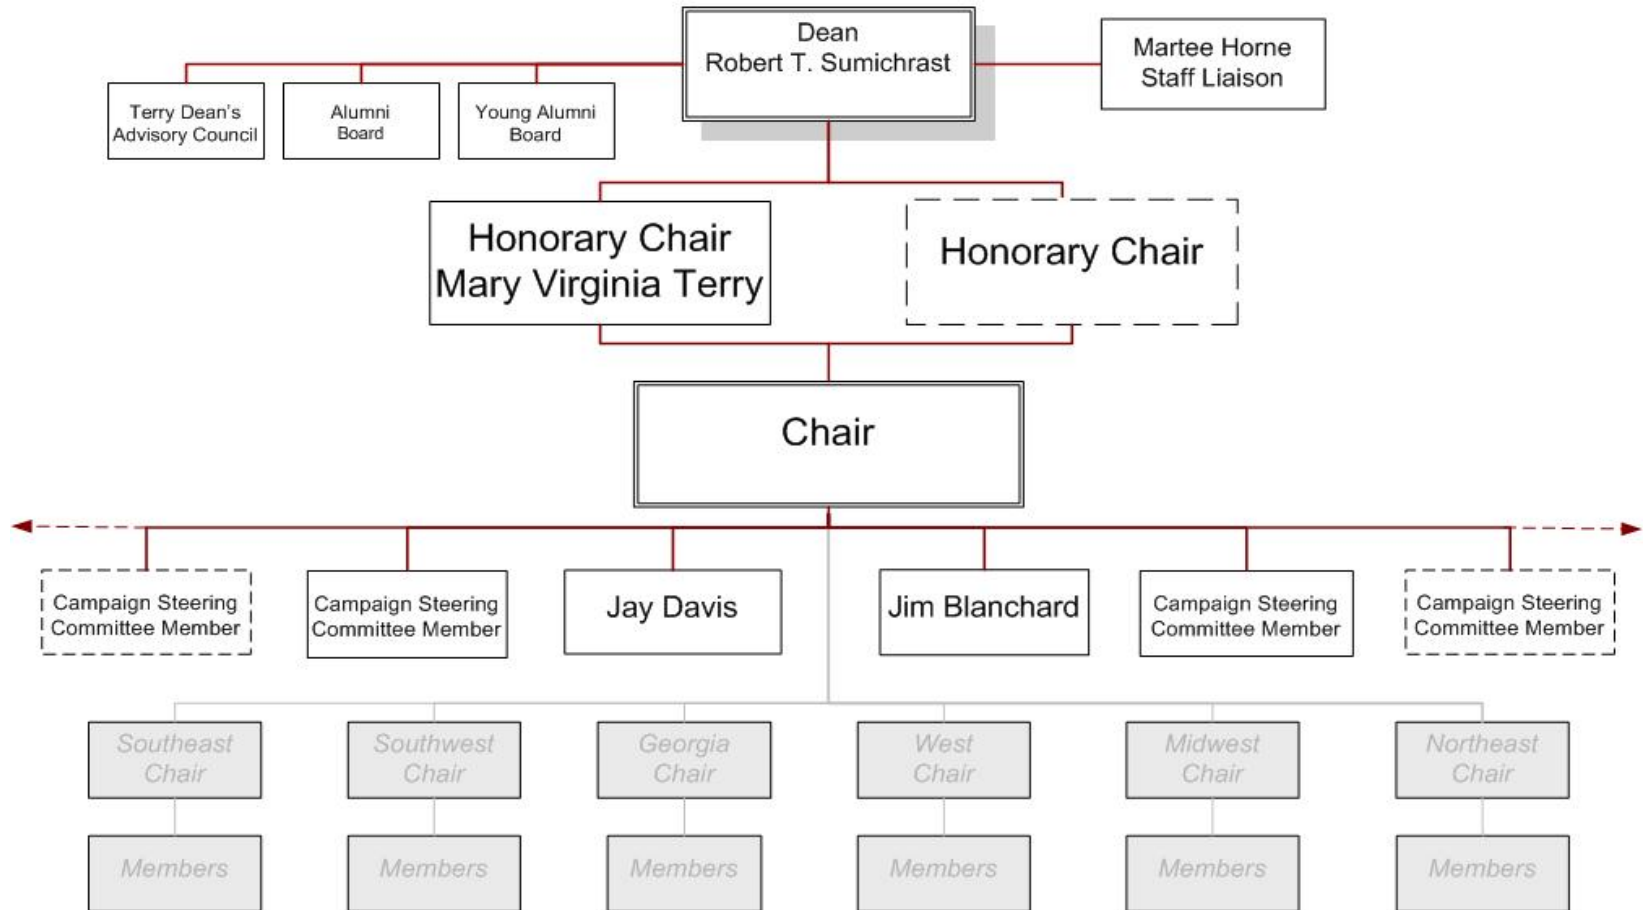 Dean
Robert T. Sumichrast
Martee Horne
Staff Liaison
Terry Dean's
Advisory Council
Alumni
Board
Young Alumni
Board
Honorary Chair
Mary Virginia Terry
Honorary Chair
Chair
Campaign Steering
Committee Member
Campaign Steering
Committee Member
Jay Davis
Jim Blanchard
Campaign Steering
Committee Member
Campaign Steering
Committee Member
Southeast
Chair
Southwest
Chair
Georgia
Chair
West
Chair
Midwest
Chair
Northeast
Chair
Members
Members
Members
Members
Members
Members